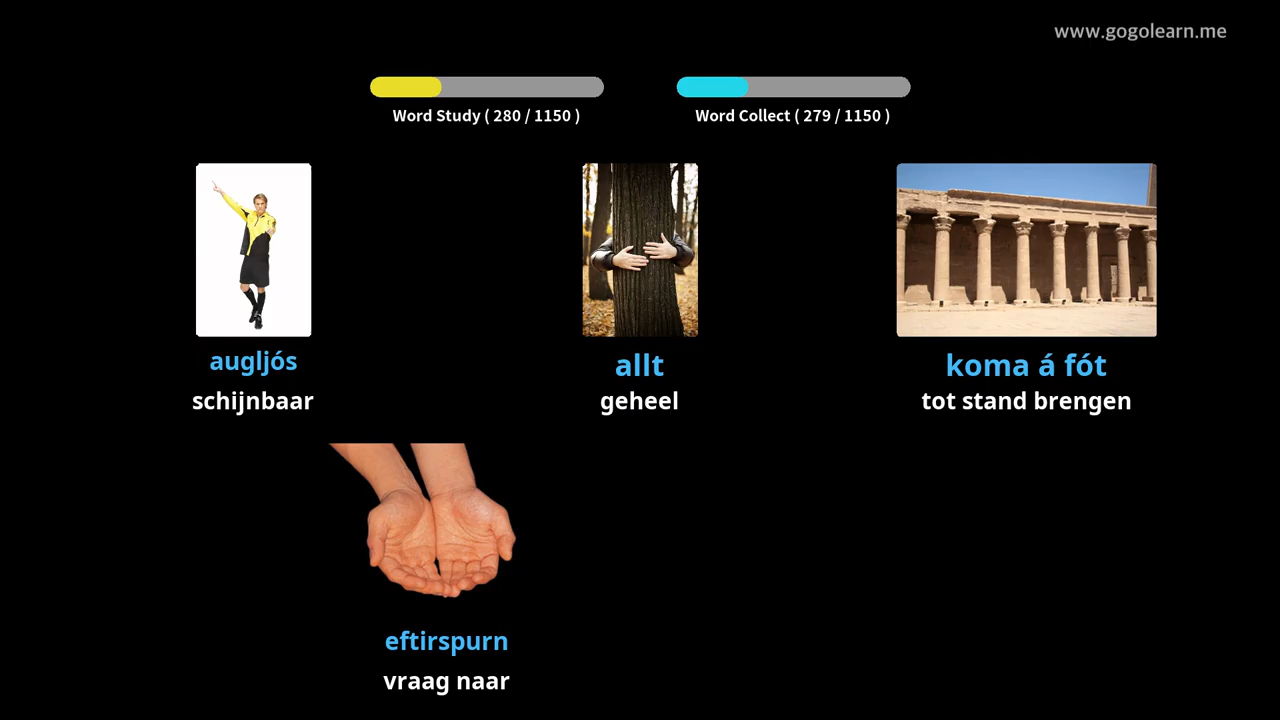 www.gogolearn.me
Word Study ( 280 / 1150 )
Word Collect ( 279 / 1150 )
augljós
schijnbaar
allt
geheel
koma á fót
tot stand brengen
eftirspurn
vraag naar